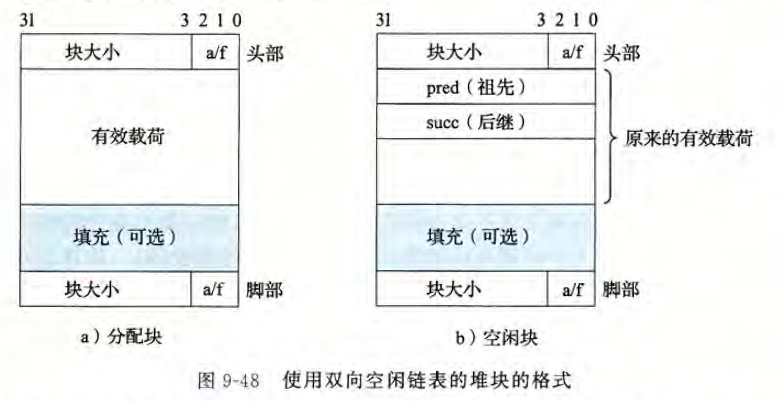 31 3 2 1 0
块大小 a/f 头部
有效载荷
填充（可选）
块大小 a/f 脚部
a）分配块
31 3 2 1 0
块大小 a/f 头部
pred（祖先）
succ（后继）
原来的有效载荷
填充（可选）
块大小 a/f 脚部
b）空闲块
图 9-48 使用双向空闲链表的堆块的格式